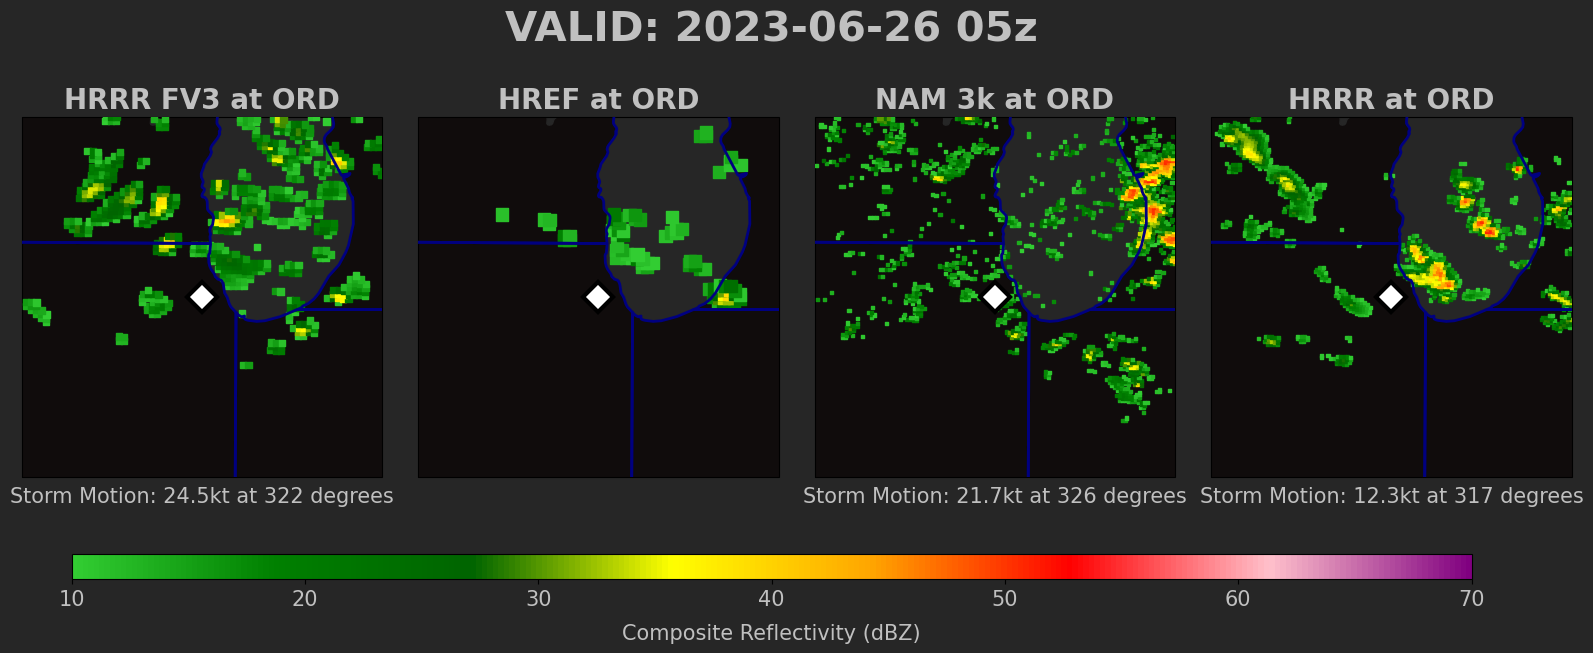 VALID: 2023-06-26 05z
HRRR FV3 at ORD
HREF at ORD
NAM 3k at ORD
HRRR at ORD
Storm Motion: 24.5kt at 322 degrees
Storm Motion: 21.7kt at 326 degrees
Storm Motion: 12.3kt at 317 degrees
10 20 30 40 50 60 70
Composite Reflectivity (dBZ)